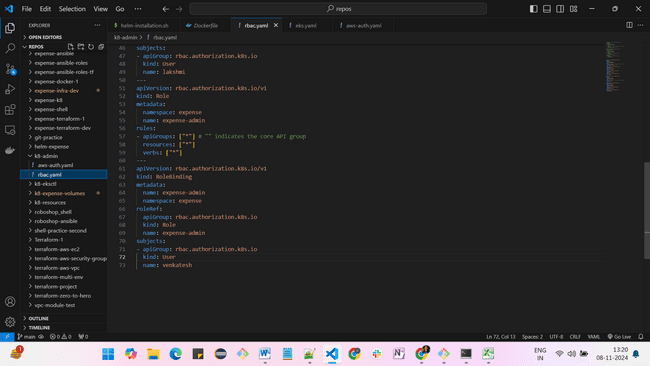 File Edit Selection View Go ···
repos
EXPLORER
OPEN EDITORS
REPOS
expense-ansible
expense-ansible-roles
expense-ansible-roles-tf
expense-docker-1
expense-infra-dev
expense-k8
expense-shell
expense-terraform-1
expense-terraform-dev
git-practice
helm-expense
k8-admin
aws-auth.yaml
rbac.yaml
k8-eksctl
k8-expense-volumes
k8-resources
roboshop_shell
roboshop-ansible
shell-practice-second
Terraform-1
terraform-aws-ec2
terraform-aws-security-group
terraform-aws-vpc
terraform-multi-env
terraform-project
terraform-zero-to-hero
vpc-module-test
OUTLINE
TIMELINE
helm-installation.sh Dockerfile rbac.yaml eks.yaml aws-auth.yaml
k8-admin > rbac.yaml
46 subjects:
47 - apiGroup: rbac.authorization.k8s.io
48 kind: User
49 name: lakshmi
50 ---
51 apiVersion: rbac.authorization.k8s.io/v1
52 kind: Role
53 metadata:
54 namespace: expense
55 name: expense-admin
56 rules:
57 - apiGroups: ["*"] # "" indicates the core API group
58 resources: ["*"]
59 verbs: ["*"]
60 ---
61 apiVersion: rbac.authorization.k8s.io/v1
62 kind: RoleBinding
63 metadata:
64 name: expense-admin
65 namespace: expense
66 roleRef:
67 apiGroup: rbac.authorization.k8s.io
68 kind: Role
69 name: expense-admin
70 subjects:
71 - apiGroup: rbac.authorization.k8s.io
72 kind: User
73 name: venkatesh
main 0 0 0 Ln 72, Col 13 Spaces: 2 UTF-8 CRLF YAML Go Live
ENG
IN
13:20
08-11-2024